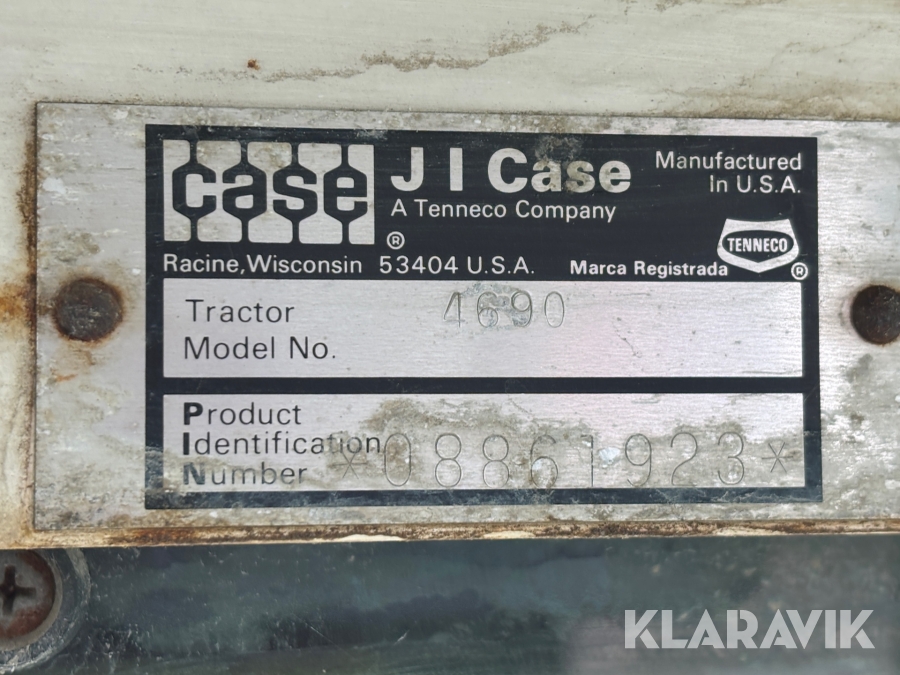 case
®
J I Case
A Tenneco Company
Manufactured
In U.S.A.
TENNECO
®
Racine, Wisconsin 53404 U.S.A.
Marca Registrada
Tractor
Model No.
4690
Product
Identification
Number
*08861923*
KLARAVIK